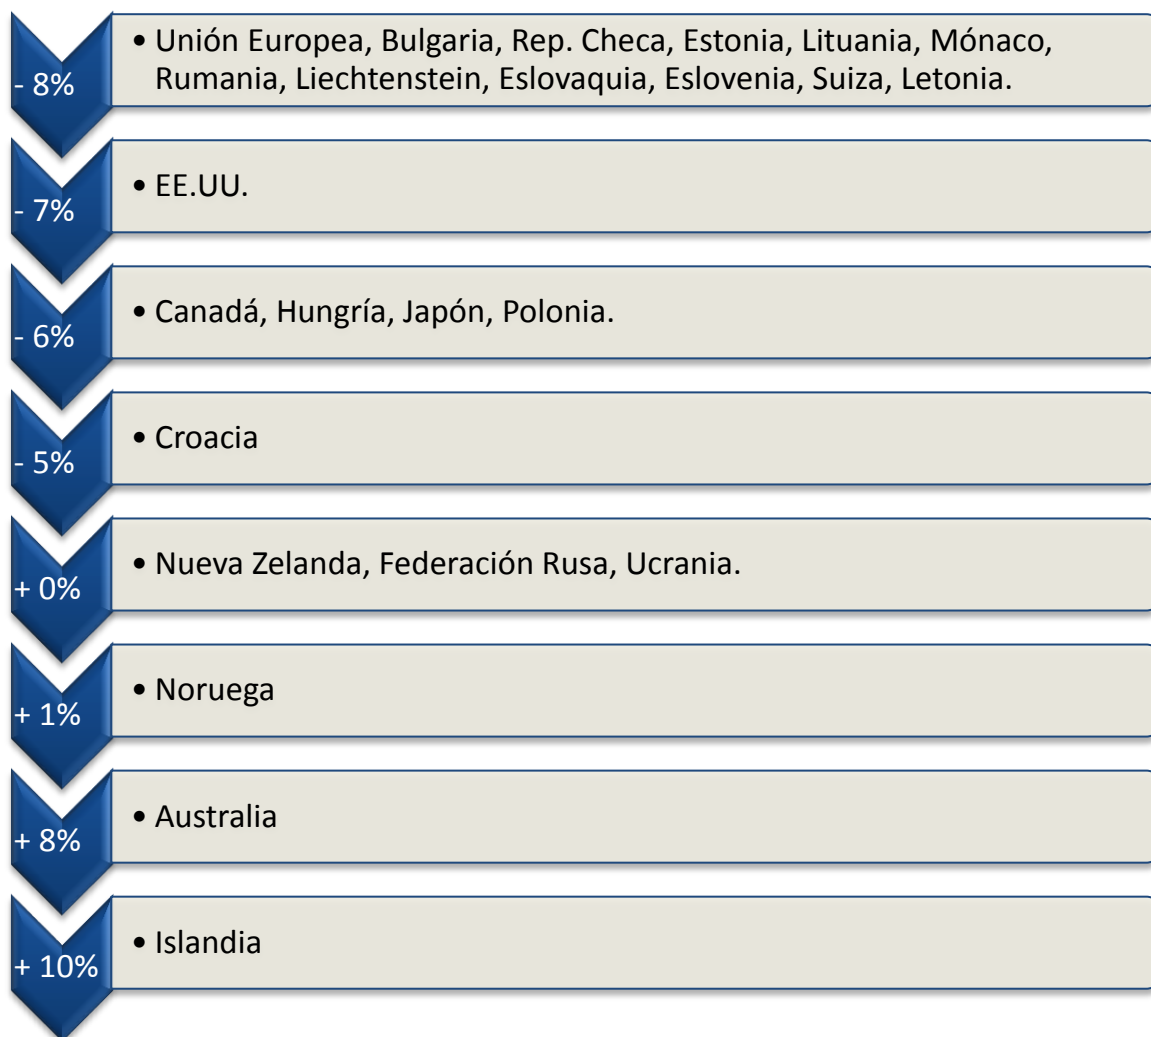 - 8%
• Unión Europea, Bulgaria, Rep. Checa, Estonia, Lituania, Mónaco,
Rumania, Liechtenstein, Eslovaquia, Eslovenia, Suiza, Letonia.
- 7%
• EE.UU.
- 6%
• Canadá, Hungría, Japón, Polonia.
- 5%
• Croacia
+ 0%
• Nueva Zelanda, Federación Rusa, Ucrania.
+ 1%
• Noruega
+ 8%
• Australia
+ 10%
• Islandia